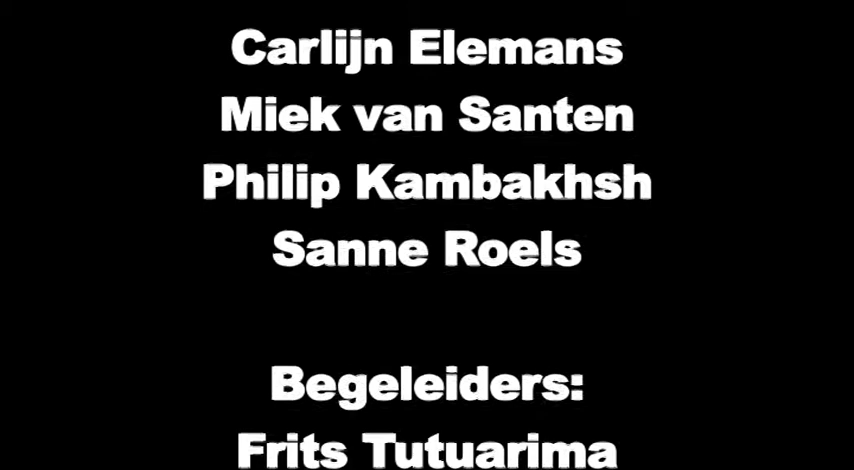 Carlijn Elemans
Miek van Santen
Philip Kambakhsh
Sanne Roels
Begeleiders:
Frits Tutuarima